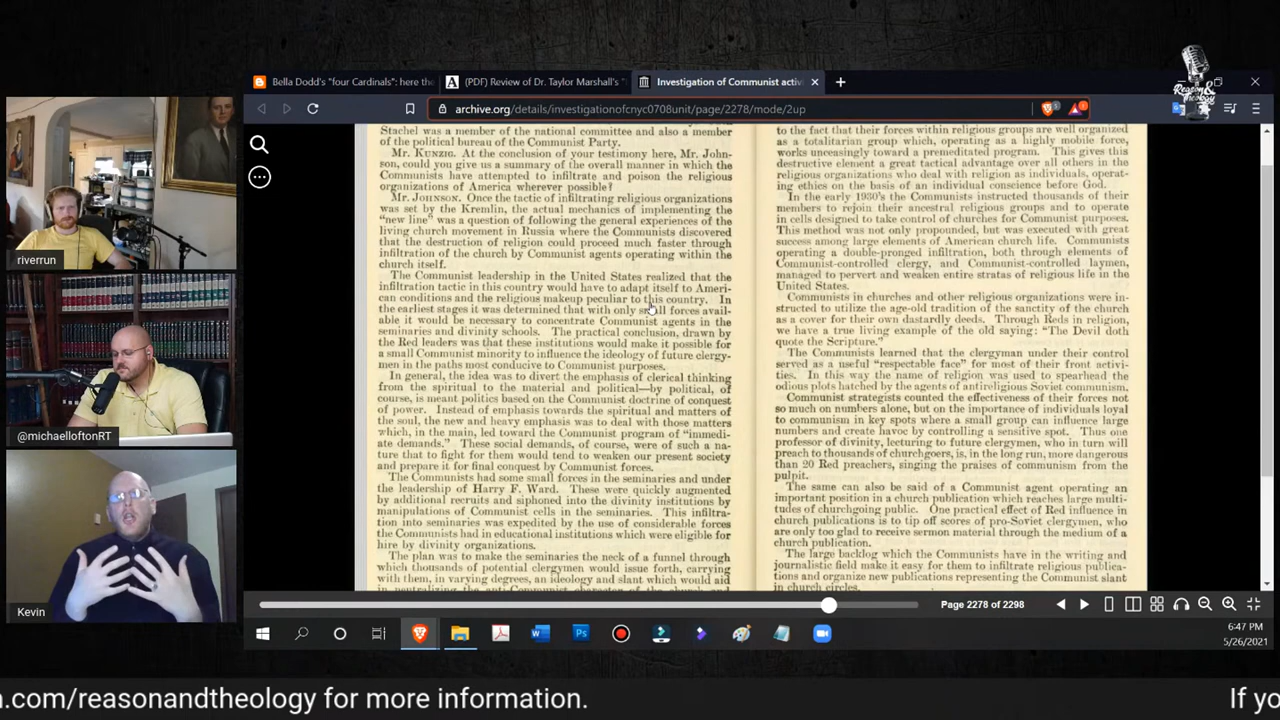 Bella Dodd's "four Cardinals": here the
(PDF) Review of Dr. Taylor Marshall's "
Investigation of Communist activi
archive.org/details/investigationofcnyc0708unit/page/2278/mode/2up
Reason & Theology
riverrun
@michaelloftonRT
Kevin
Stachel was a member of the national committee and also a member
of the political bureau of the Communist Party.
Mr. KUNZIG. At the conclusion of your testimony here, Mr. John-
son, could you give us a summary of the overall manner in which the
Communists have attempted to infiltrate and poison the religious
organizations of America wherever possible?
Mr. JOHNSON. Once the tactic of infiltrating religious organizations
was set by the Kremlin, the actual mechanics of implementing the
"new line" was a question of following the general experiences of the
living church movement in Russia where the Communists discovered
that the destruction of religion could proceed much faster through
infiltration of the church by Communist agents operating within the
church itself.
The Communist leadership in the United States realized that the
infiltration tactic in this country would have to adapt itself to Ameri-
can conditions and the religious makeup peculiar to this country. In
the earliest stages it was determined that with only small forces avail-
able it would be necessary to concentrate Communist agents in the
seminaries and divinity schools. The practical conclusion, drawn by
the Red leaders was that these institutions would make it possible for
a small Communist minority to influence the ideology of future clergy-
men in the paths most conducive to Communist purposes.
In general, the idea was to divert the emphasis of clerical thinking
from the spiritual to the material and political—by political, of
course, is meant politics based on the Communist doctrine of conquest
of power. Instead of emphasis towards the spiritual and matters of
the soul, the new and heavy emphasis was to deal with those matters
which, in the main, led toward the Communist program of "immedi-
ate demands." These social demands, of course, were of such a na-
ture that to fight for them would tend to weaken our present society
and prepare it for final conquest by Communist forces.
The Communists had some small forces in the seminaries and under
the leadership of Harry F. Ward. These were quickly augmented
by additional recruits and siphoned into the divinity institutions by
manipulations of Communist cells in the seminaries. This infiltra-
tion into seminaries was expedited by the use of considerable forces
the Communists had in educational institutions which were eligible for
hire by divinity organizations.
The plan was to make the seminaries the neck of a funnel through
which thousands of potential clergymen would issue forth, carrying
with them, in varying degrees, an ideology and slant which would aid
in neutralizing the anti-Communist character of the church and
to the fact that their forces within religious groups are well organized
as a totalitarian group which, operating as a highly mobile force,
works unceasingly toward a premeditated program. This gives this
destructive element a great tactical advantage over all others in the
religious organizations who deal with religion as individuals, operat-
ing ethics on the basis of an individual conscience before God.
In the early 1930's the Communists instructed thousands of their
members to rejoin their ancestral religious groups and to operate
in cells designed to take control of churches for Communist purposes.
This method was not only propounded, but was executed with great
success among large elements of American church life. Communists
operating a double-pronged infiltration, both through elements of
Communist-controlled clergy, and Communist-controlled laymen,
managed to pervert and weaken entire stratas of religious life in the
United States.
Communists in churches and other religious organizations were in-
structed to utilize the age-old tradition of the sanctity of the church
as a cover for their own dastardly deeds. Through Reds in religion,
we have a true living example of the old saying: "The Devil doth
quote the Scripture."
The Communists learned that the clergyman under their control
served as a useful "respectable face" for most of their front activi-
ties. In this way the name of religion was used to spearhead the
odious plots hatched by the agents of antireligious Soviet communism.
Communist strategists counted the effectiveness of their forces not
so much on numbers alone, but on the importance of individuals loyal
to communism in key spots where a small group can influence large
numbers and create havoc by controlling a sensitive spot. Thus one
professor of divinity, lecturing to future clergymen, who in turn will
preach to thousands of churchgoers, is, in the long run, more dangerous
than 20 Red preachers, singing the praises of communism from the
pulpit.
The same can also be said of a Communist agent operating an
important position in a church publication which reaches large multi-
tudes of churchgoing public. One practical effect of Red influence in
church publications is to tip off scores of pro-Soviet clergymen, who
are only too glad to receive sermon material through the medium of a
church publication.
The large backlog which the Communists have in the writing and
journalistic field make it easy for them to infiltrate religious publica-
tions and organize new publications representing the Communist slant
in church circles.
Page 2278 of 2298
6:47 PM
5/26/2021
.com/reasonandtheology for more information.
If yo